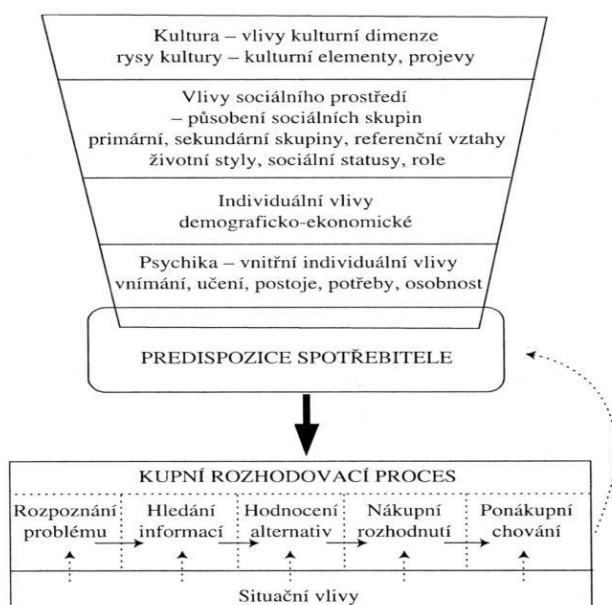 Kultura – vlivy kulturní dimenze
rysy kultury – kulturní elementy, projevy
Vlivy sociálního prostředí
– působení sociálních skupin
primární, sekundární skupiny, referenční vztahy
životní styly, sociální statusy, role
Individuální vlivy
demograficko-ekonomické
Psychika – vnitřní individuální vlivy
vnímání, učení, postoje, potřeby, osobnost
PREDISPOZICE SPOTŘEBITELE
KUPNÍ ROZHODOVACÍ PROCES
Rozpoznání problému
Hledání informací
Hodnocení alternativ
Nákupní rozhodnutí
Ponákupní chování
Situační vlivy